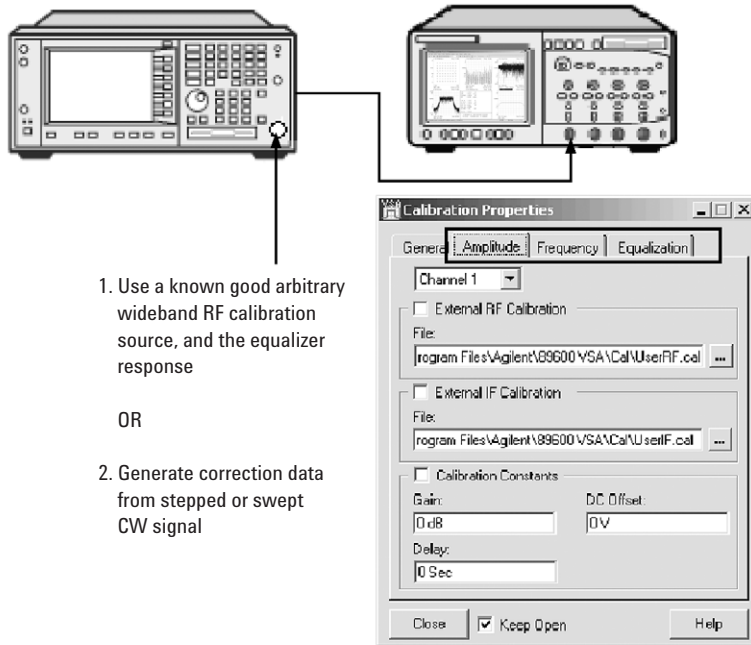 Calibration Properties
General Amplitude Frequency Equalization
Channel 1
1. Use a known good arbitrary
wideband RF calibration
source, and the equalizer
response
OR
2. Generate correction data
from stepped or swept
CW signal
External RF Calibration
File:
rogram Files\Agilent\89600 VSA\Cal\UserRF.cal ...
External IF Calibration
File:
rogram Files\Agilent\89600 VSA\Cal\UserIF.cal ...
Calibration Constants
Gain: DC Offset:
0 dB 0 V
Delay:
0 Sec
Close Keep Open Help